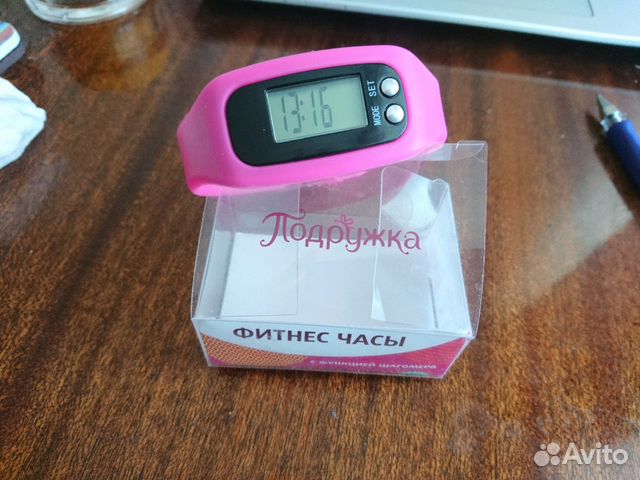 13:16
SET
MODE
Подружка
ФИТНЕС ЧАСЫ
С ФУНКЦИЕЙ ШАГОМЕРА
Avito